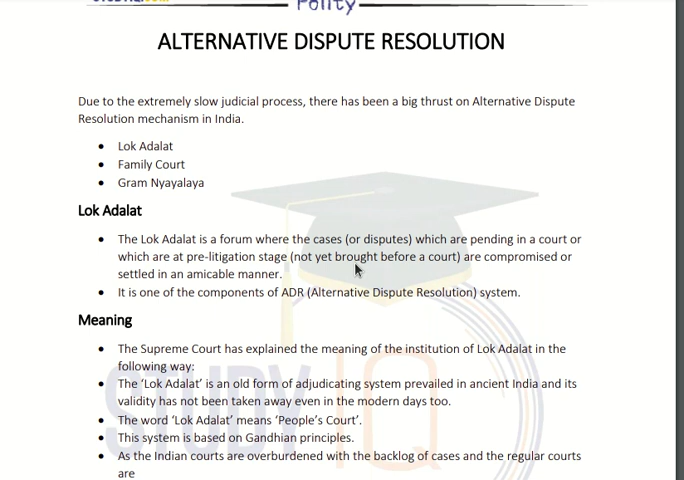 Polity
ALTERNATIVE DISPUTE RESOLUTION
Due to the extremely slow judicial process, there has been a big thrust on Alternative Dispute
Resolution mechanism in India.
• Lok Adalat
• Family Court
• Gram Nyayalaya
Lok Adalat
• The Lok Adalat is a forum where the cases (or disputes) which are pending in a court or
which are at pre-litigation stage (not yet brought before a court) are compromised or
settled in an amicable manner.
• It is one of the components of ADR (Alternative Dispute Resolution) system.
Meaning
• The Supreme Court has explained the meaning of the institution of Lok Adalat in the
following way:
• The ‘Lok Adalat’ is an old form of adjudicating system prevailed in ancient India and its
validity has not been taken away even in the modern days too.
• The word ‘Lok Adalat’ means ‘People’s Court’.
• This system is based on Gandhian principles.
• As the Indian courts are overburdened with the backlog of cases and the regular courts
are
STUDY IQ